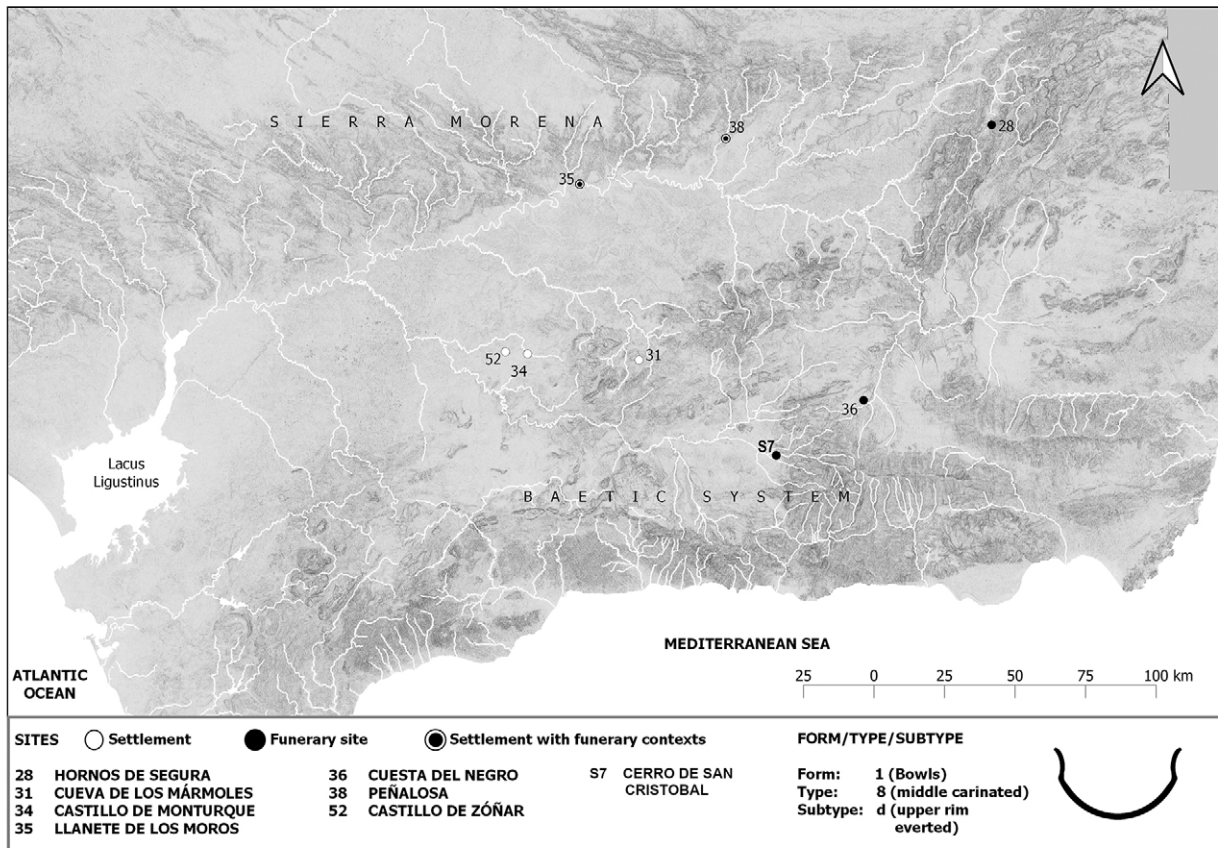 SIERRA MORENA
38
28
35
52
34
31
36
S7
Lacus
Ligustinus
BAETIC SYSTEM
MEDITERRANEAN SEA
ATLANTIC
OCEAN
25 0 25 50 75 100 km
SITES Settlement Funerary site Settlement with funerary contexts
28 HORNOS DE SEGURA
31 CUEVA DE LOS MÁRMOLES
34 CASTILLO DE MONTURQUE
35 LLANETE DE LOS MOROS
36 CUESTA DEL NEGRO
38 PEÑALOSA
52 CASTILLO DE ZÓÑAR
S7 CERRO DE SAN
CRISTOBAL
FORM/TYPE/SUBTYPE
Form: 1 (Bowls)
Type: 8 (middle carinated)
Subtype: d (upper rim
everted)